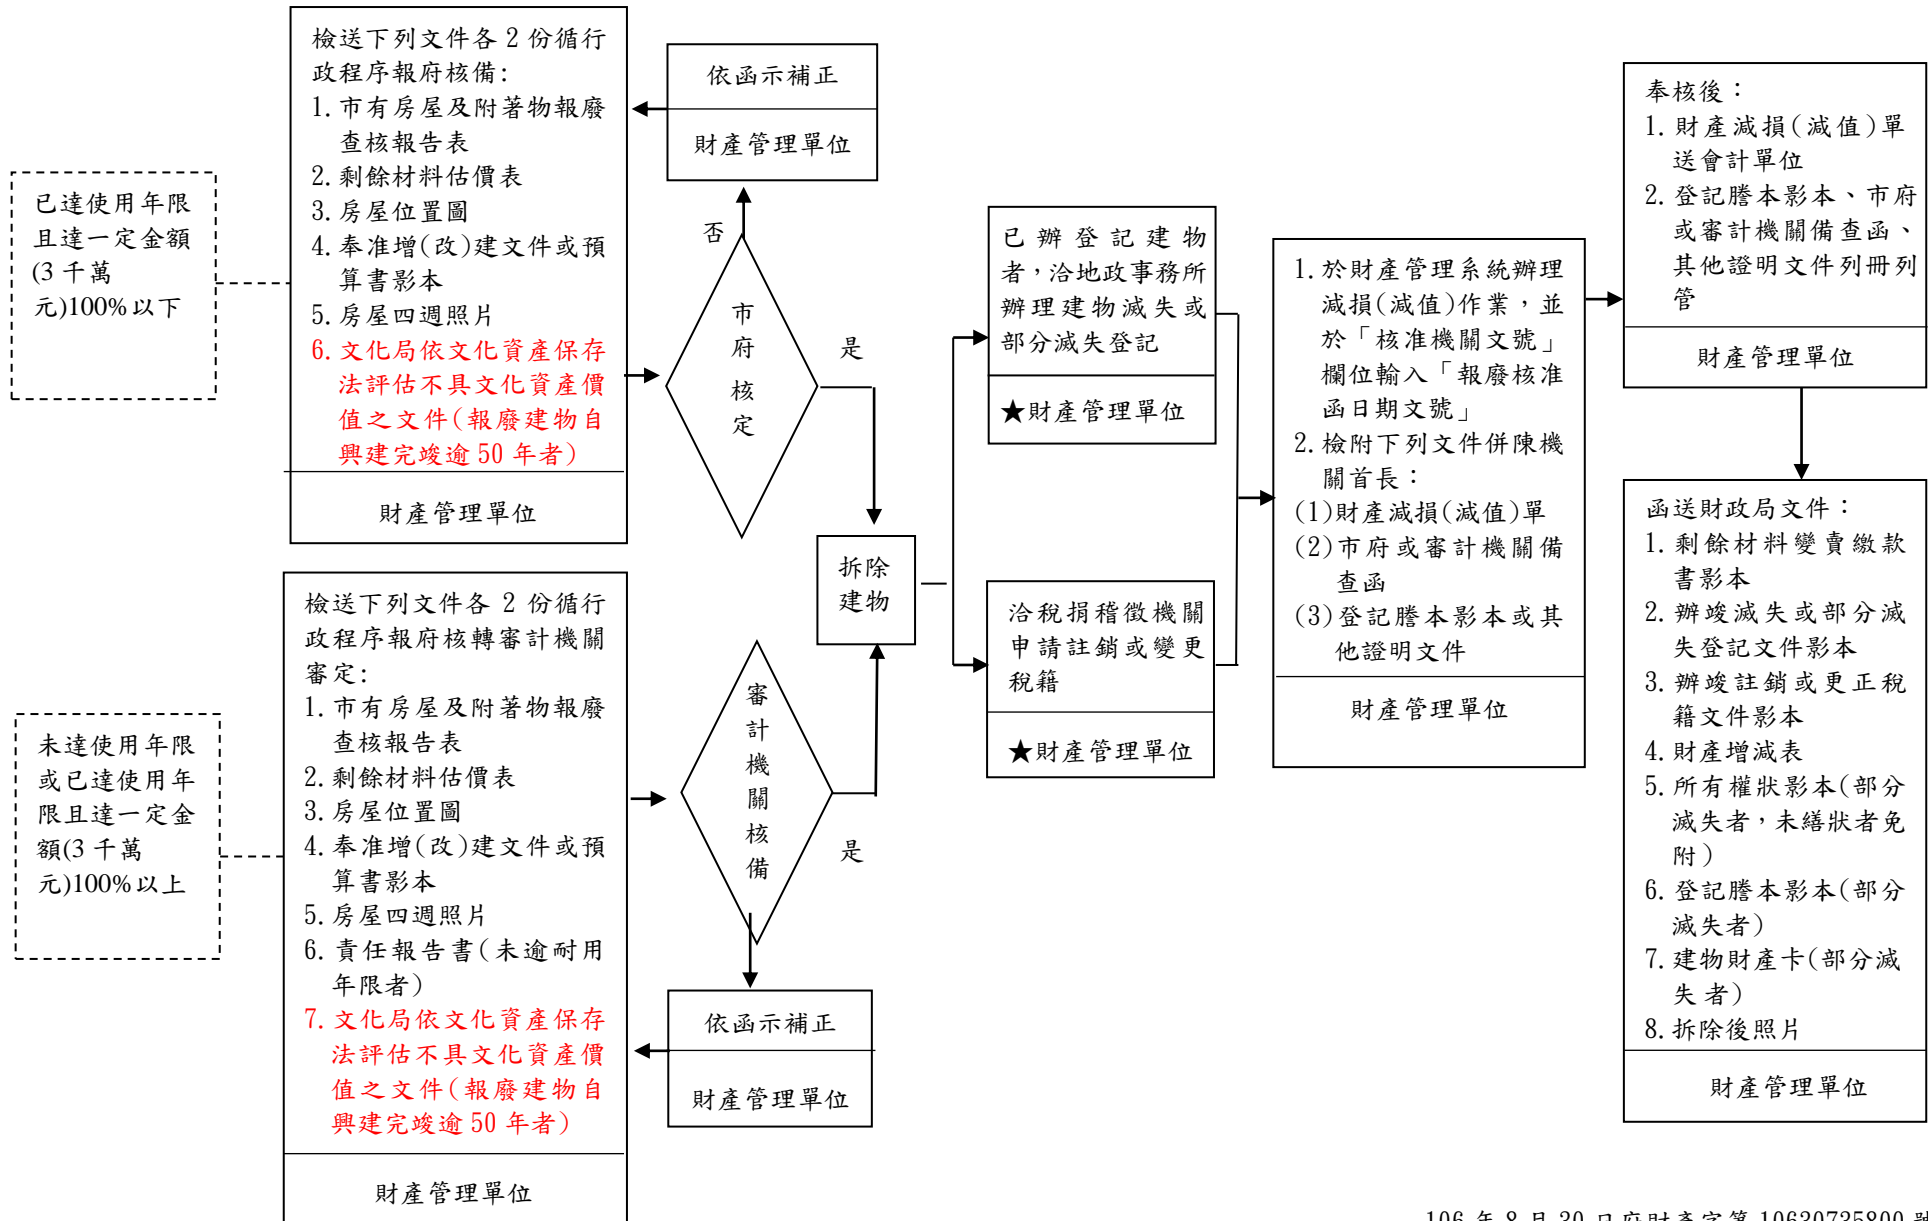 已達使用年限
且達一定金額
(3 千萬
元)100%以下
檢送下列文件各 2 份循行
政程序報府核備:
1. 市有房屋及附著物報廢
查核報告表
2. 剩餘材料估價表
3. 房屋位置圖
4. 奉准增(改)建文件或預
算書影本
5. 房屋四週照片
6. 文化局依文化資產保存
法評估不具文化資產價
值之文件(報廢建物自
興建完竣逾 50 年者)
財產管理單位
依函示補正
財產管理單位
否
市
府
核
定
是
未達使用年限
或已達使用年
限且達一定金
額(3 千萬
元)100%以上
檢送下列文件各 2 份循行
政程序報府核轉審計機關
審定:
1. 市有房屋及附著物報廢
查核報告表
2. 剩餘材料估價表
3. 房屋位置圖
4. 奉准增(改)建文件或預
算書影本
5. 房屋四週照片
6. 責任報告書(未逾耐用
年限者)
7. 文化局依文化資產保存
法評估不具文化資產價
值之文件(報廢建物自
興建完竣逾 50 年者)
財產管理單位
審
計
機
關
核
備
是
依函示補正
財產管理單位
拆除
建物
已辦登記建物
者,洽地政事務所
辦理建物滅失或
部分滅失登記
★財產管理單位
洽稅捐稽徵機關
申請註銷或變更
稅籍
★財產管理單位
1. 於財產管理系統辦理
減損(減值)作業,並
於「核准機關文號」
欄位輸入「報廢核准
函日期文號」
2. 檢附下列文件併陳機
關首長:
(1)財產減損(減值)單
(2)市府或審計機關備
查函
(3)登記謄本影本或其
他證明文件
財產管理單位
奉核後:
1. 財產減損(減值)單
送會計單位
2. 登記謄本影本、市府
或審計機關備查函、
其他證明文件列冊列
管
財產管理單位
函送財政局文件:
1. 剩餘材料變賣繳款
書影本
2. 辦竣滅失或部分滅
失登記文件影本
3. 辦竣註銷或更正稅
籍文件影本
4. 財產增減表
5. 所有權狀影本(部分
滅失者,未繕狀者免
附)
6. 登記謄本影本(部分
滅失者)
7. 建物財產卡(部分滅
失者)
8. 拆除後照片
財產管理單位
106 年 8 月 30 日府財產字第 10630735800 號